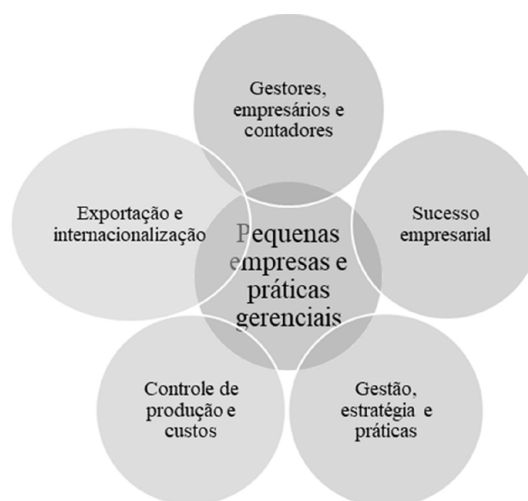 Gestores,
empresários e
contadores
Exportação e
internacionalização
Sucesso
empresarial
Pequenas
empresas e
práticas
gerenciais
Controle de
produção e
custos
Gestão,
estratégia e
práticas